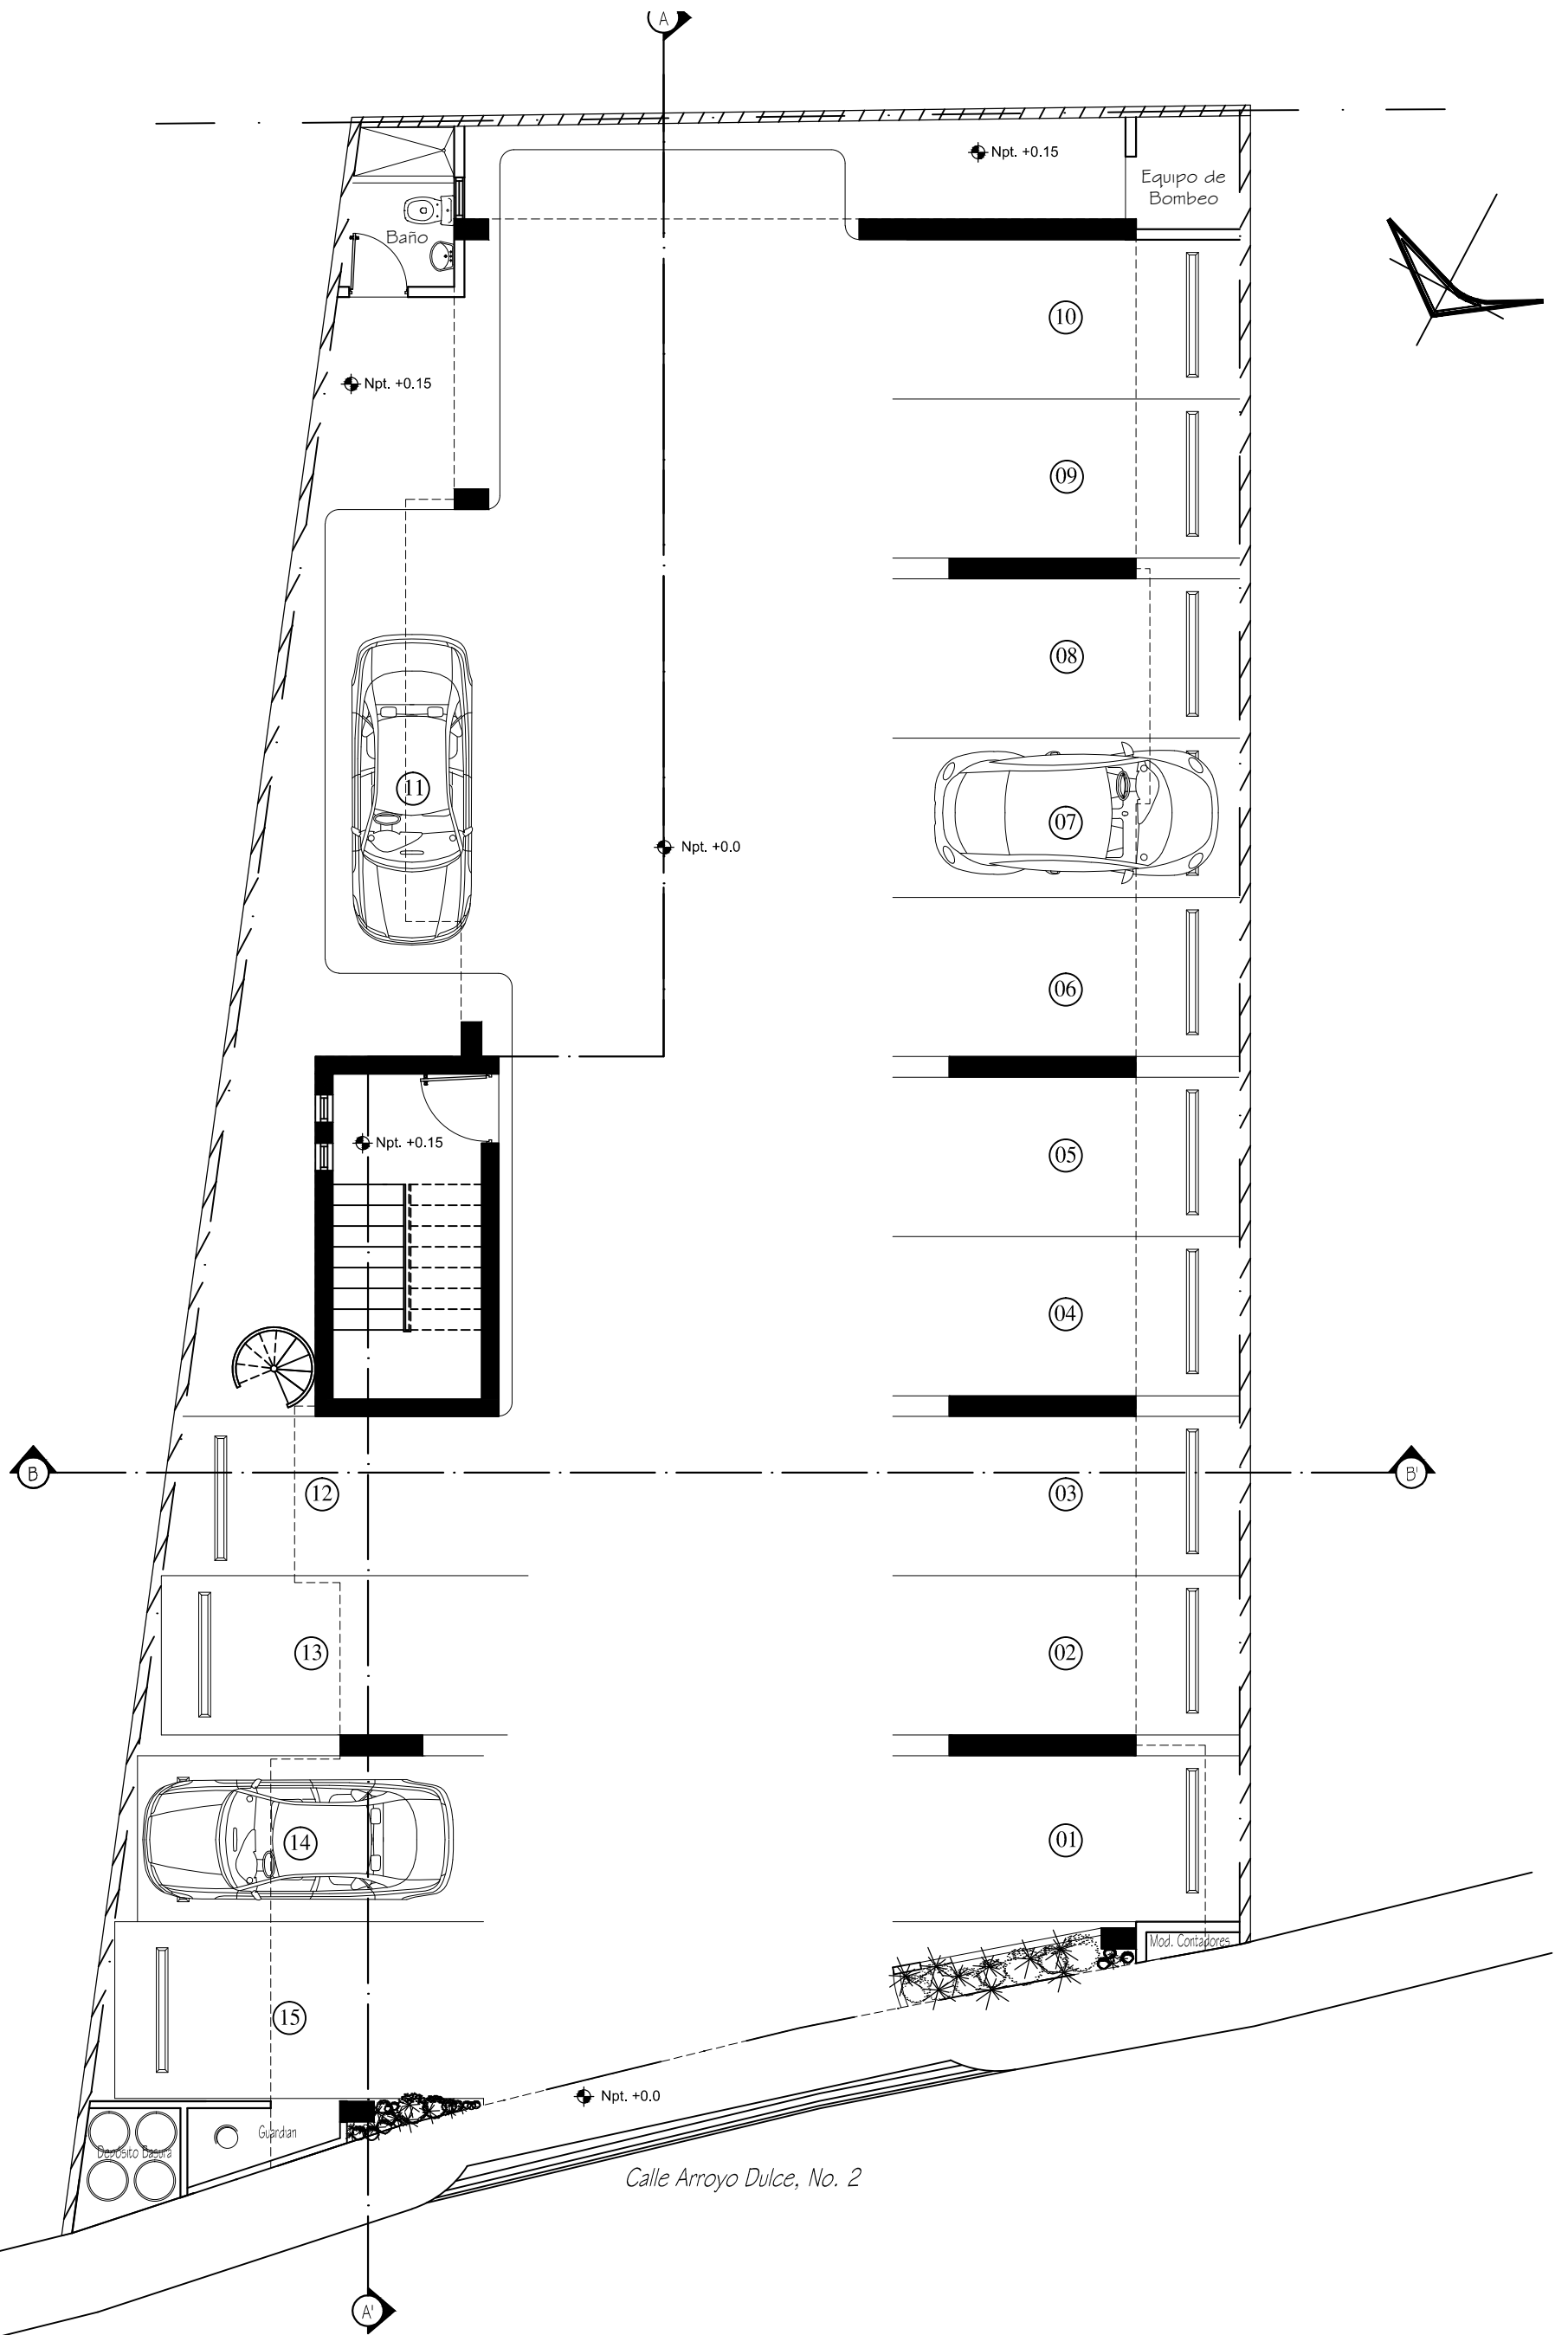 A
Npt. +0.15
Equipo de
Bombeo
Baño
10
Npt. +0.15
09
08
11
07
Npt. +0.0
06
Npt. +0.15
05
04
B
B'
12
03
13
02
14
01
Mod. Contadores
15
Npt. +0.0
Guardian
Deposito Basura
Calle Arroyo Dulce, No. 2
A'